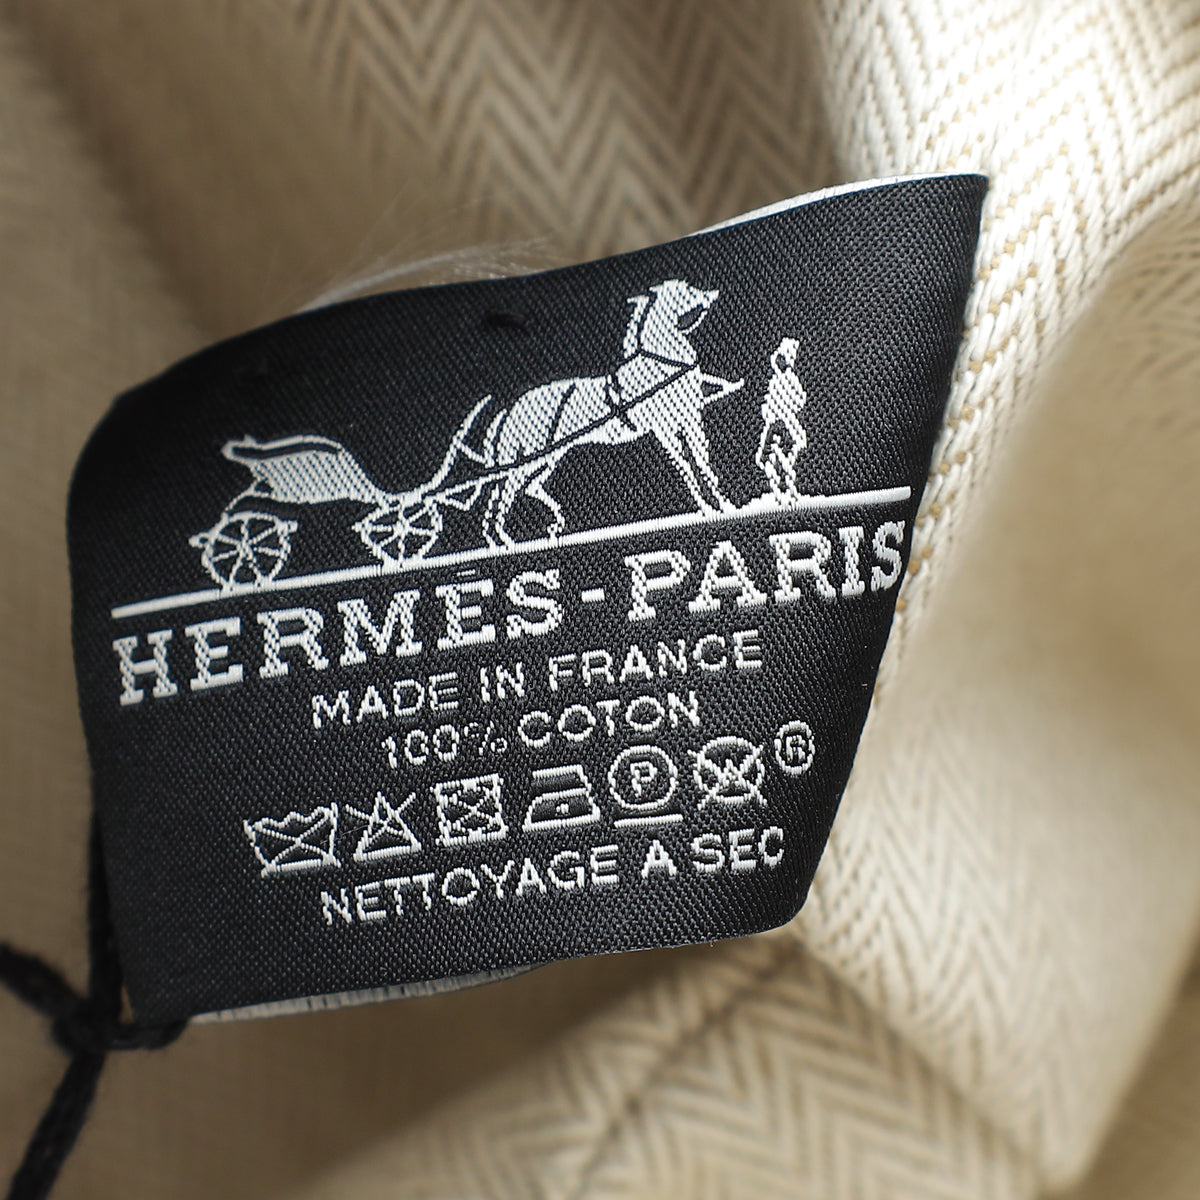 HERMÈS-PARIS
MADE IN FRANCE
100% COTON
P W ®
NETTOYAGE A SEC